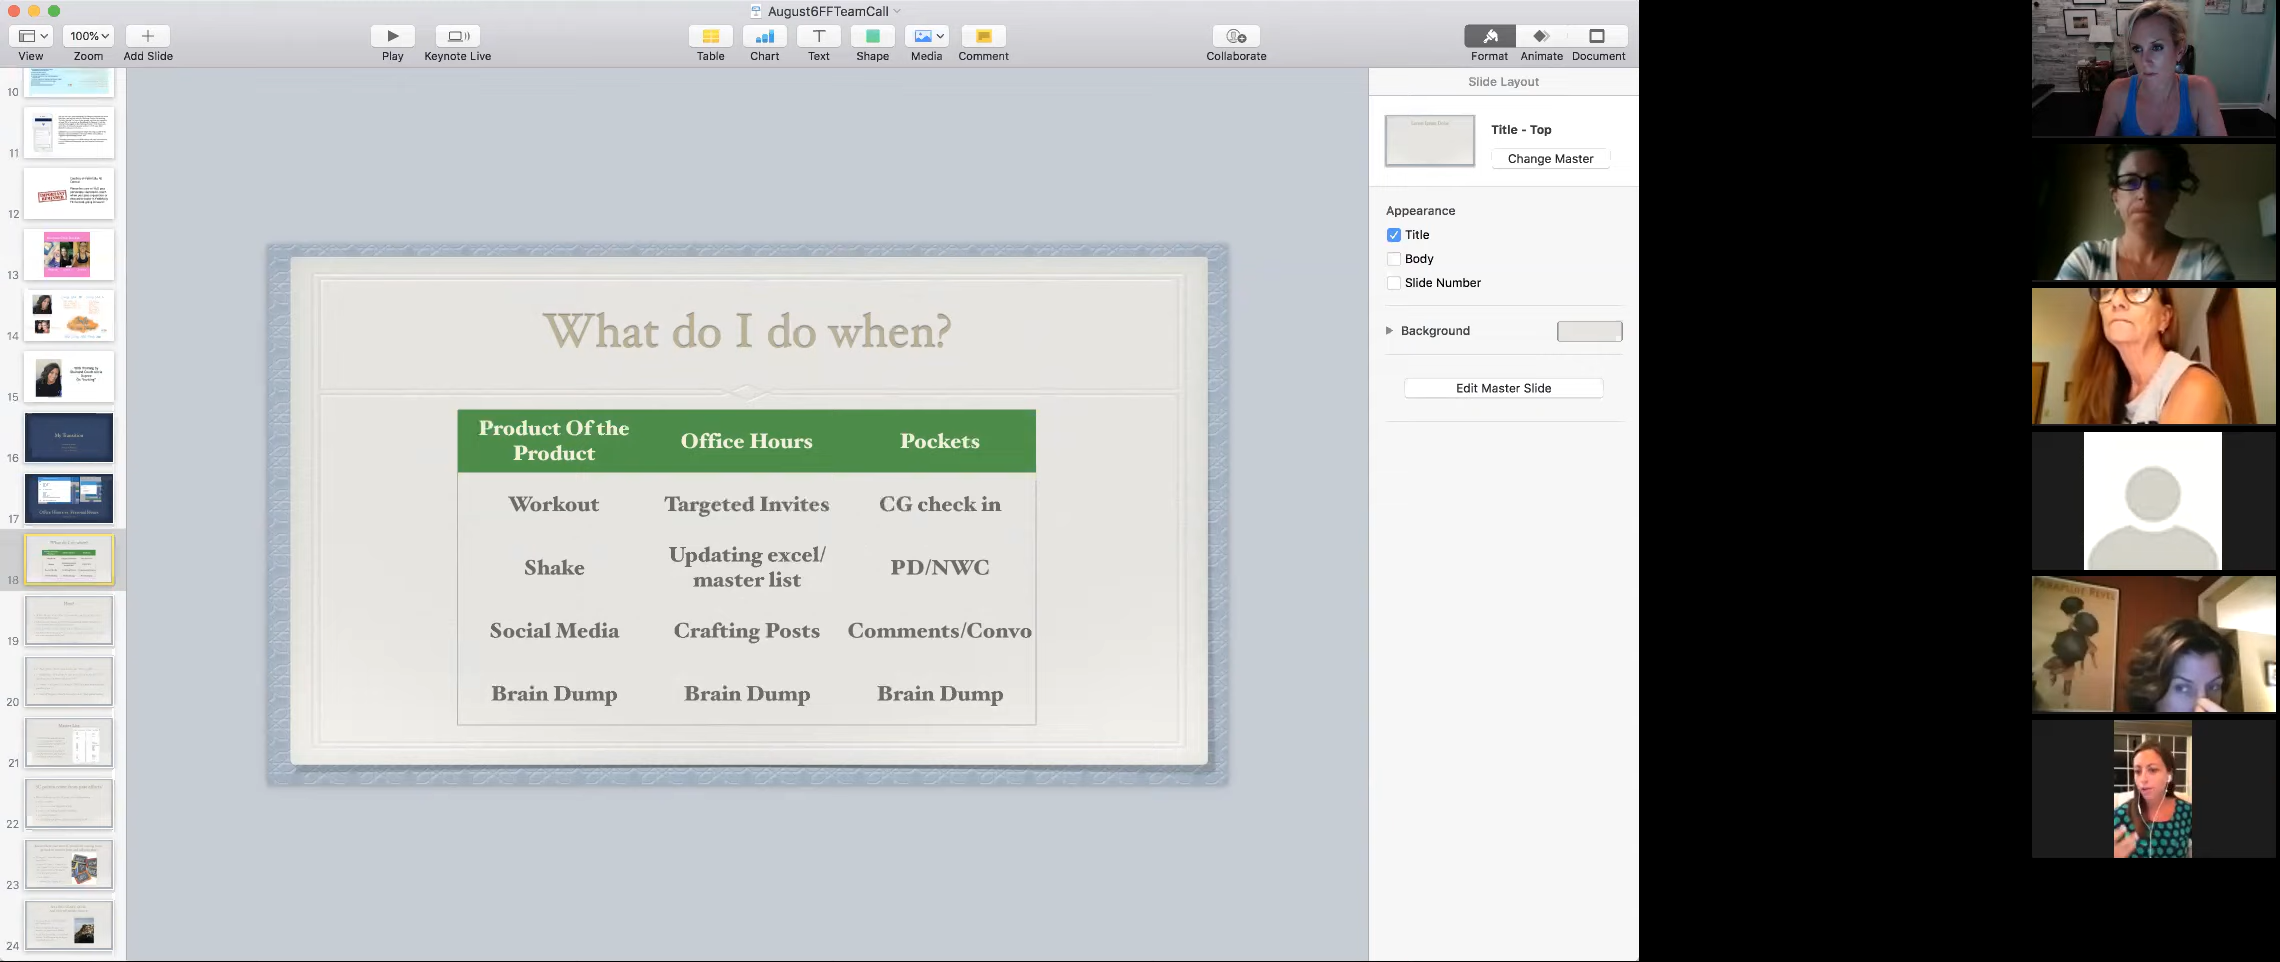 August6FFTeamCall
100%
View
Zoom
Add Slide
Play
Keynote Live
Table
Chart
Text
Shape
Media
Comment
Collaborate
Format
Animate
Document
10
11
12
13
14
15
16
17
18
19
20
21
22
23
24
What do I do when?
Product Of the
Product
Office Hours
Pockets
Workout
Targeted Invites
CG check in
Shake
Updating excel/
master list
PD/NWC
Social Media
Crafting Posts
Comments/Convo
Brain Dump
Brain Dump
Brain Dump
Slide Layout
Title - Top
Change Master
Appearance
Title
Body
Slide Number
Background
Edit Master Slide